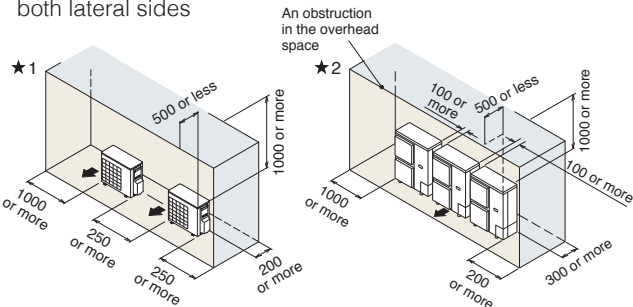 both lateral sides
An obstruction
in the overhead
space
★1
500 or less
1000 or more
1000
or more
250
or more
250
or more
200
or more
★2
100 or
more
500 or less
1000 or more
100 or more
1000
or more
200
or more
300 or more